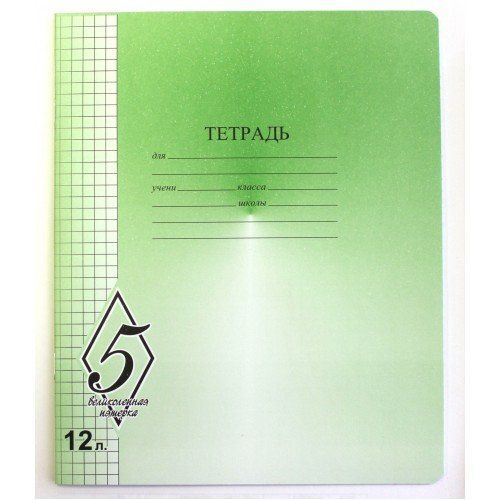 ТЕТРАДЬ
для
учени класса
школы
5
великолепная
пятерка
12 л.